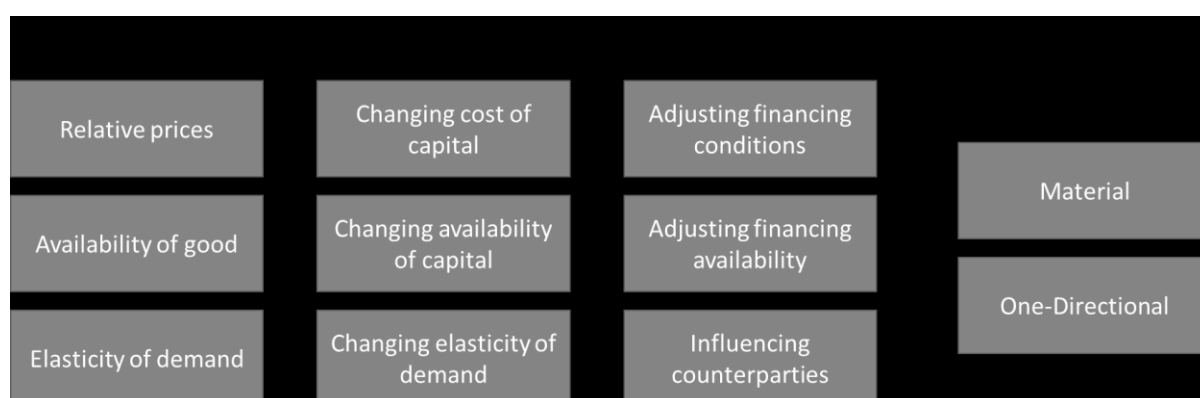 Relative prices
Changing cost of
capital
Adjusting financing
conditions
Material
Availability of good
Changing availability
of capital
Adjusting financing
availability
One-Directional
Elasticity of demand
Changing elasticity of
demand
Influencing
counterparties